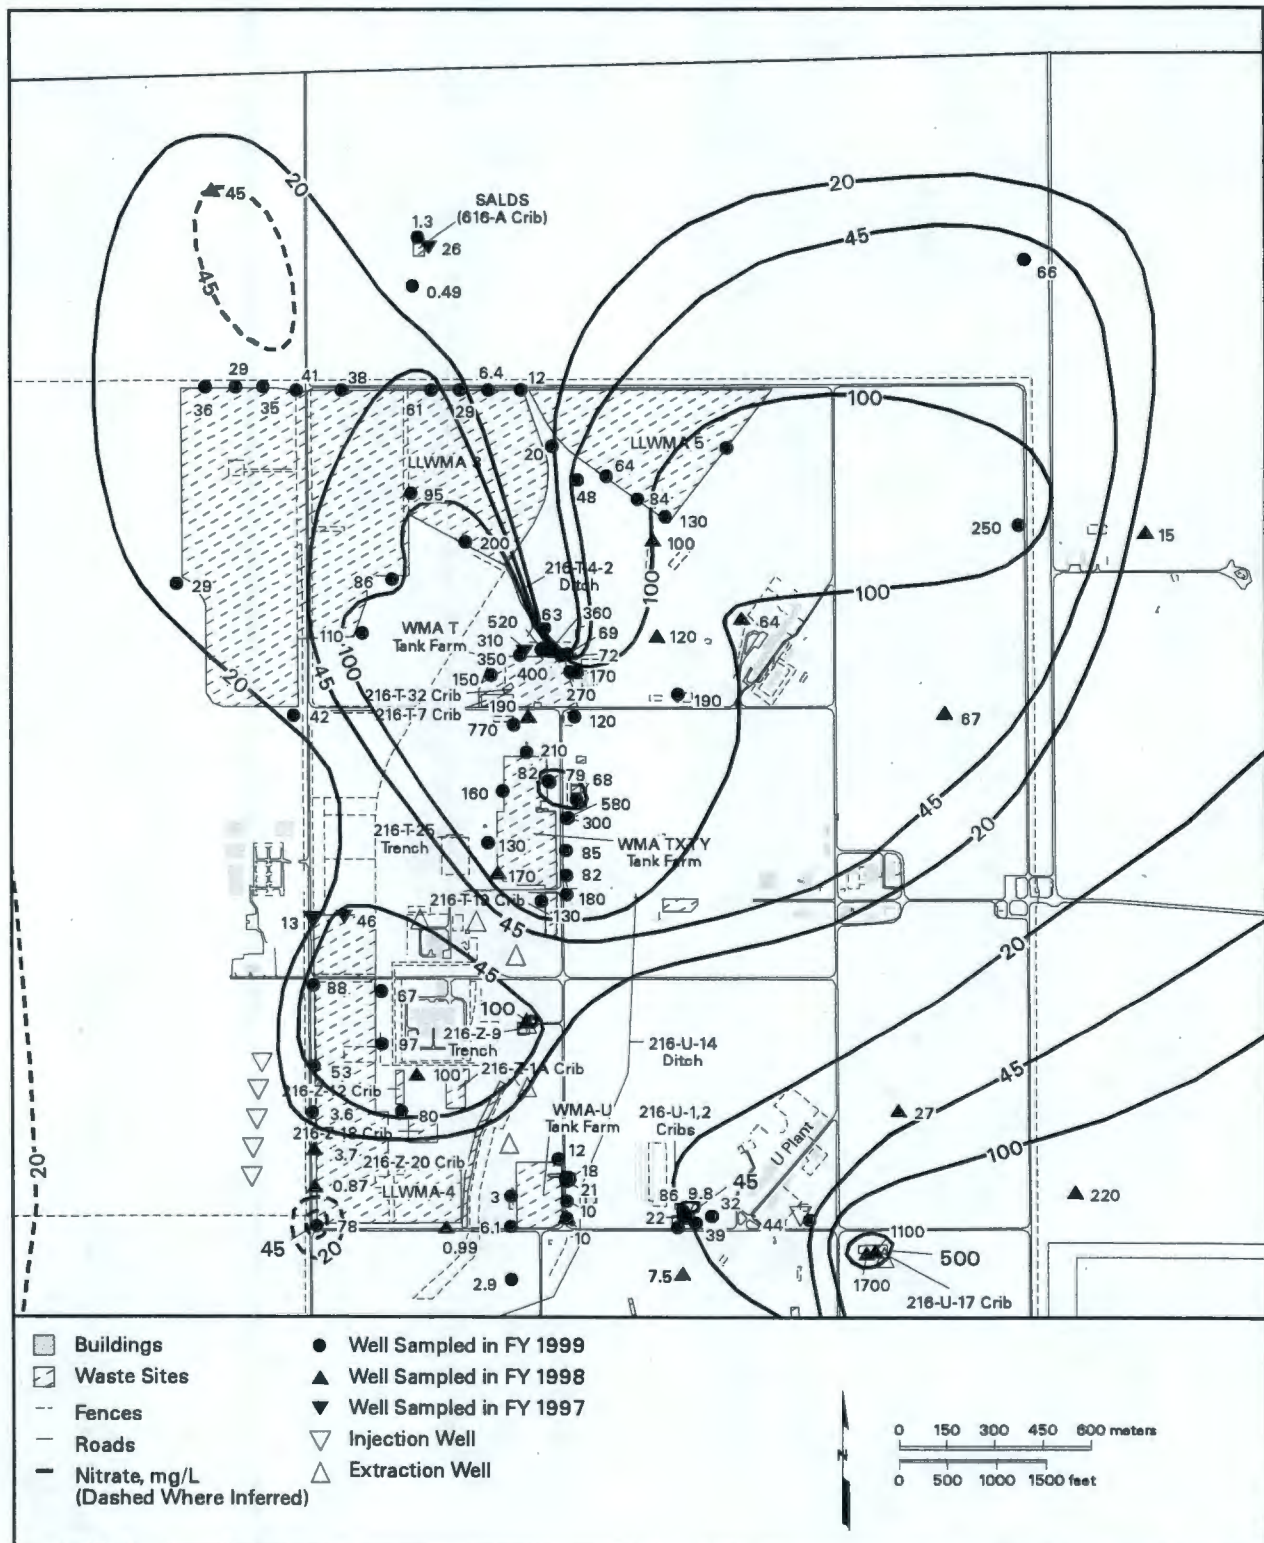 20
45
SALDS
(616-A Crib)
1.3
26
0.49
45
20
45
66
29
41
38
6.4
12
36
35
61
29
100
LLWMA 3
LLWMA 5
20
64
48
84
95
130
100
250
15
200
216-T-4-2
Ditch
86
29
100
100
64
110
520
63
360
WMA T
Tank Farm
310
69
120
350
72
150
400
170
270
216-T-32 Crib
190
190
20
45
100
42
216-T-7 Crib
770
120
67
210
82
79
68
160
580
300
216-T-25
Trench
130
WMA TX-TY
Tank Farm
85
170
82
45
20
216-T-19 Crib
180
130
13
46
45
45
20
88
67
100
216-Z-9
Trench
97
216-U-14
Ditch
53
100
216-Z-1A Crib
216-Z-12 Crib
45
3.6
80
WMA-U
Tank Farm
216-U-1,2
Cribs
27
216-Z-18 Crib
3.7
U Plant
100
216-Z-20 Crib
12
20
18
0.87
LLWMA-4
3
21
86
9.8
45
32
220
10
22
78
6.1
39
44
45
20
0.99
10
1100
500
2.9
7.5
1700
216-U-17 Crib
Buildings
Waste Sites
Fences
Roads
Nitrate, mg/L
(Dashed Where Inferred)
Well Sampled in FY 1999
Well Sampled in FY 1998
Well Sampled in FY 1997
Injection Well
Extraction Well
N
0 150 300 450 600 meters
0 500 1000 1500 feet